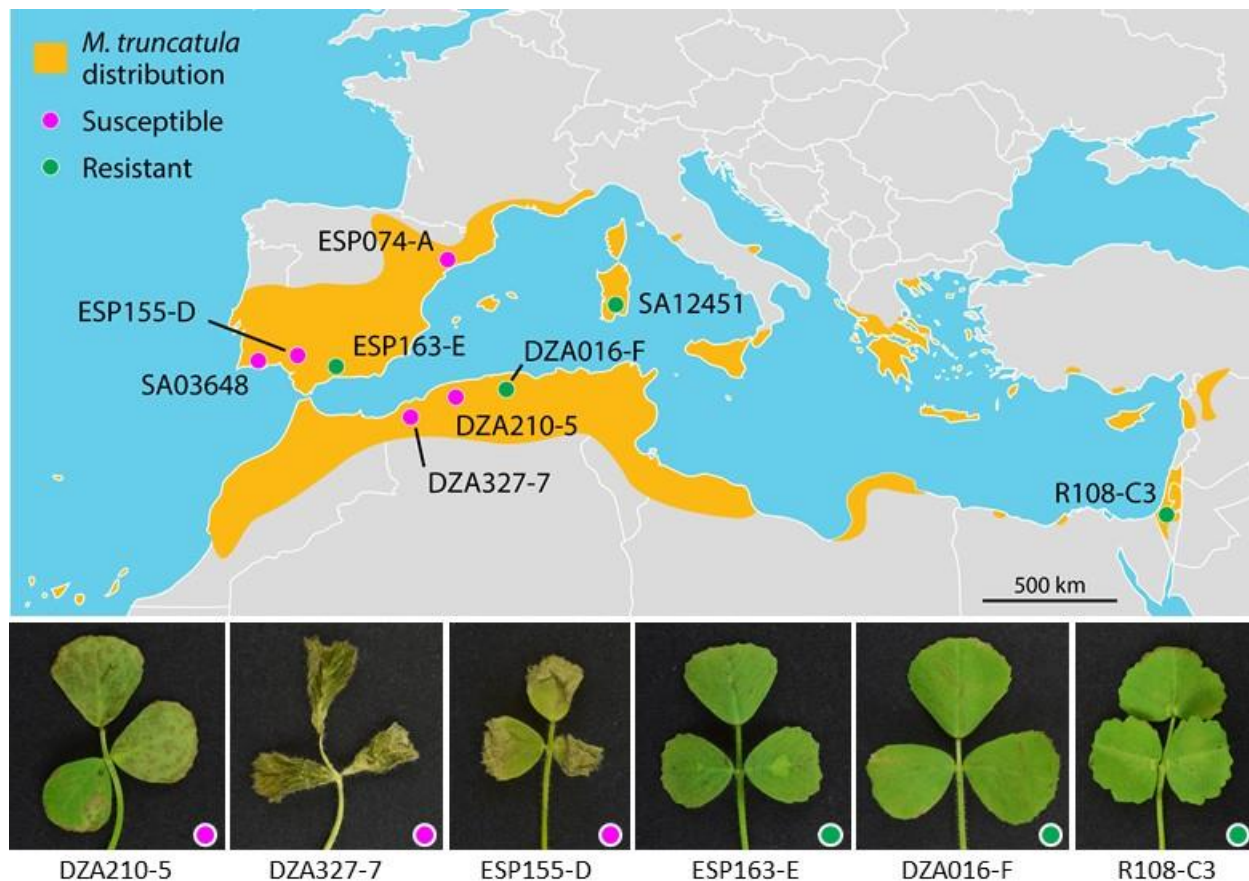 M. truncatula
distribution
Susceptible
Resistant
ESP074-A
ESP155-D
ESP163-E
SA03648
SA12451
DZA016-F
DZA210-5
DZA327-7
R108-C3
500 km
DZA210-5
DZA327-7
ESP155-D
ESP163-E
DZA016-F
R108-C3